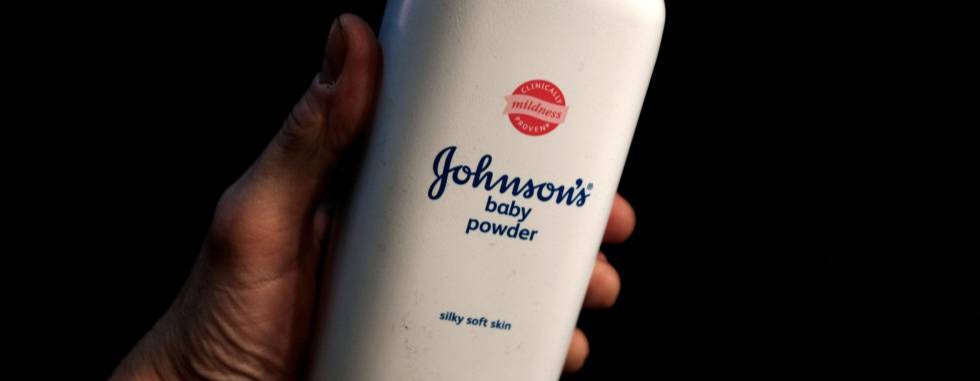 CLINICALLY
mildness
PROVEN*
Johnson's®
baby
powder
silky soft skin